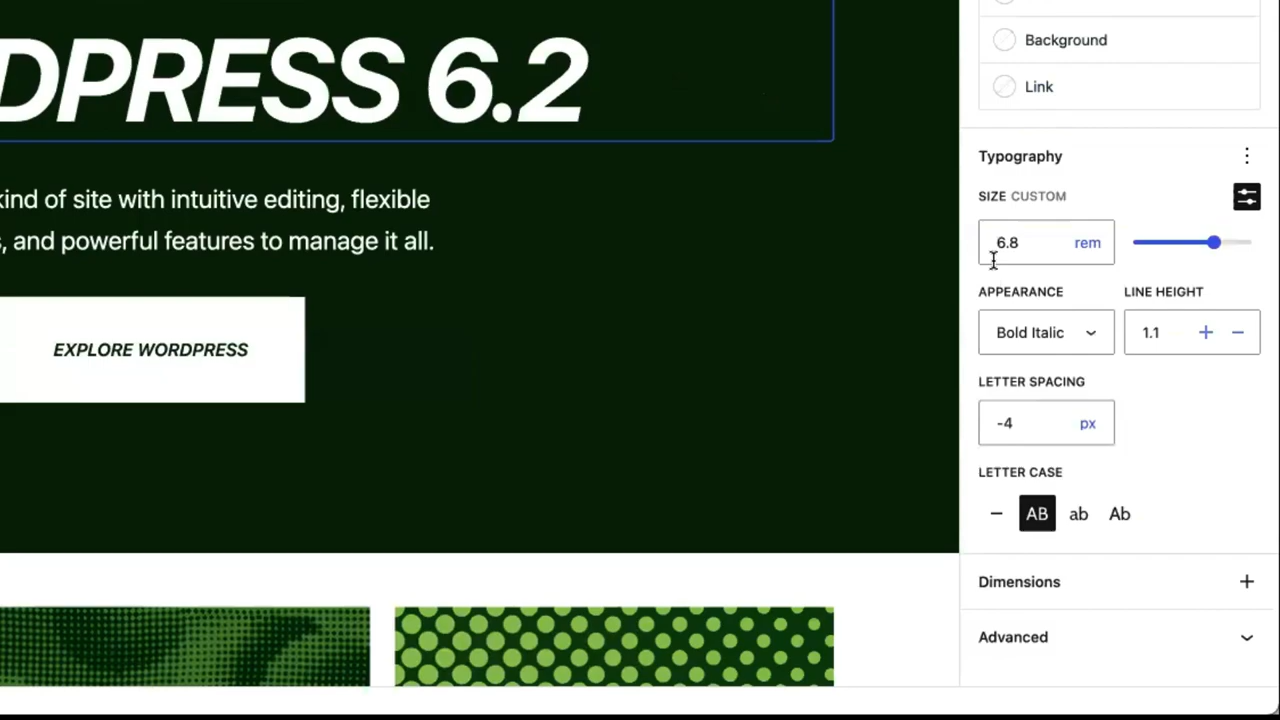 DPRESS 6.2
kind of site with intuitive editing, flexible
s, and powerful features to manage it all.
EXPLORE WORDPRESS
Background
Link
Typography
SIZE CUSTOM
6.8 rem
APPEARANCE LINE HEIGHT
Bold Italic 1.1 + −
LETTER SPACING
-4 px
LETTER CASE
– AB ab Ab
Dimensions +
Advanced